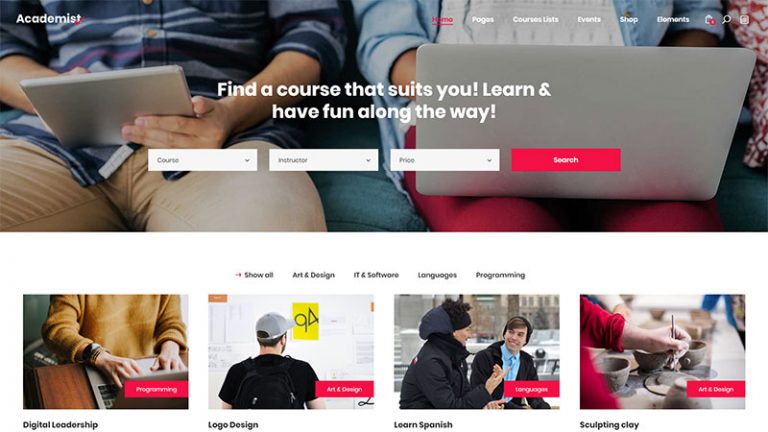 Academist
Home Pages Courses Lists Events Shop Elements
Find a course that suits you! Learn &
have fun along the way!
Course Instructor Price Search
Show all Art & Design IT & Software Languages Programming
Programming Art & Design Languages Art & Design
Digital Leadership Logo Design Learn Spanish Sculpting clay